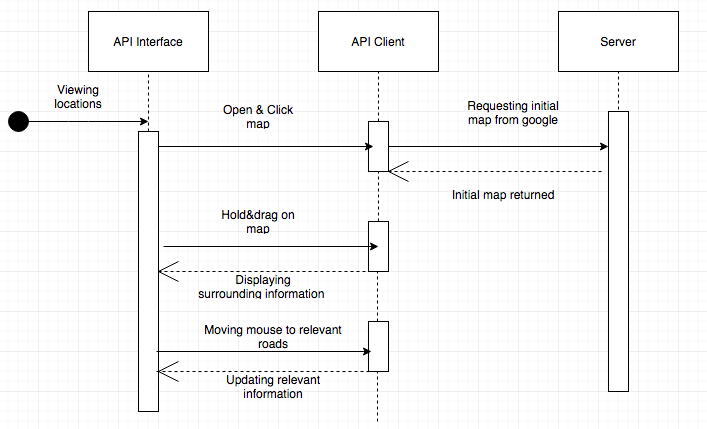 API Interface
API Client
Server
Viewing
locations
Open & Click
map
Requesting initial
map from google
Initial map returned
Hold&drag on
map
Displaying
surrounding information
Moving mouse to relevant
roads
Updating relevant
information